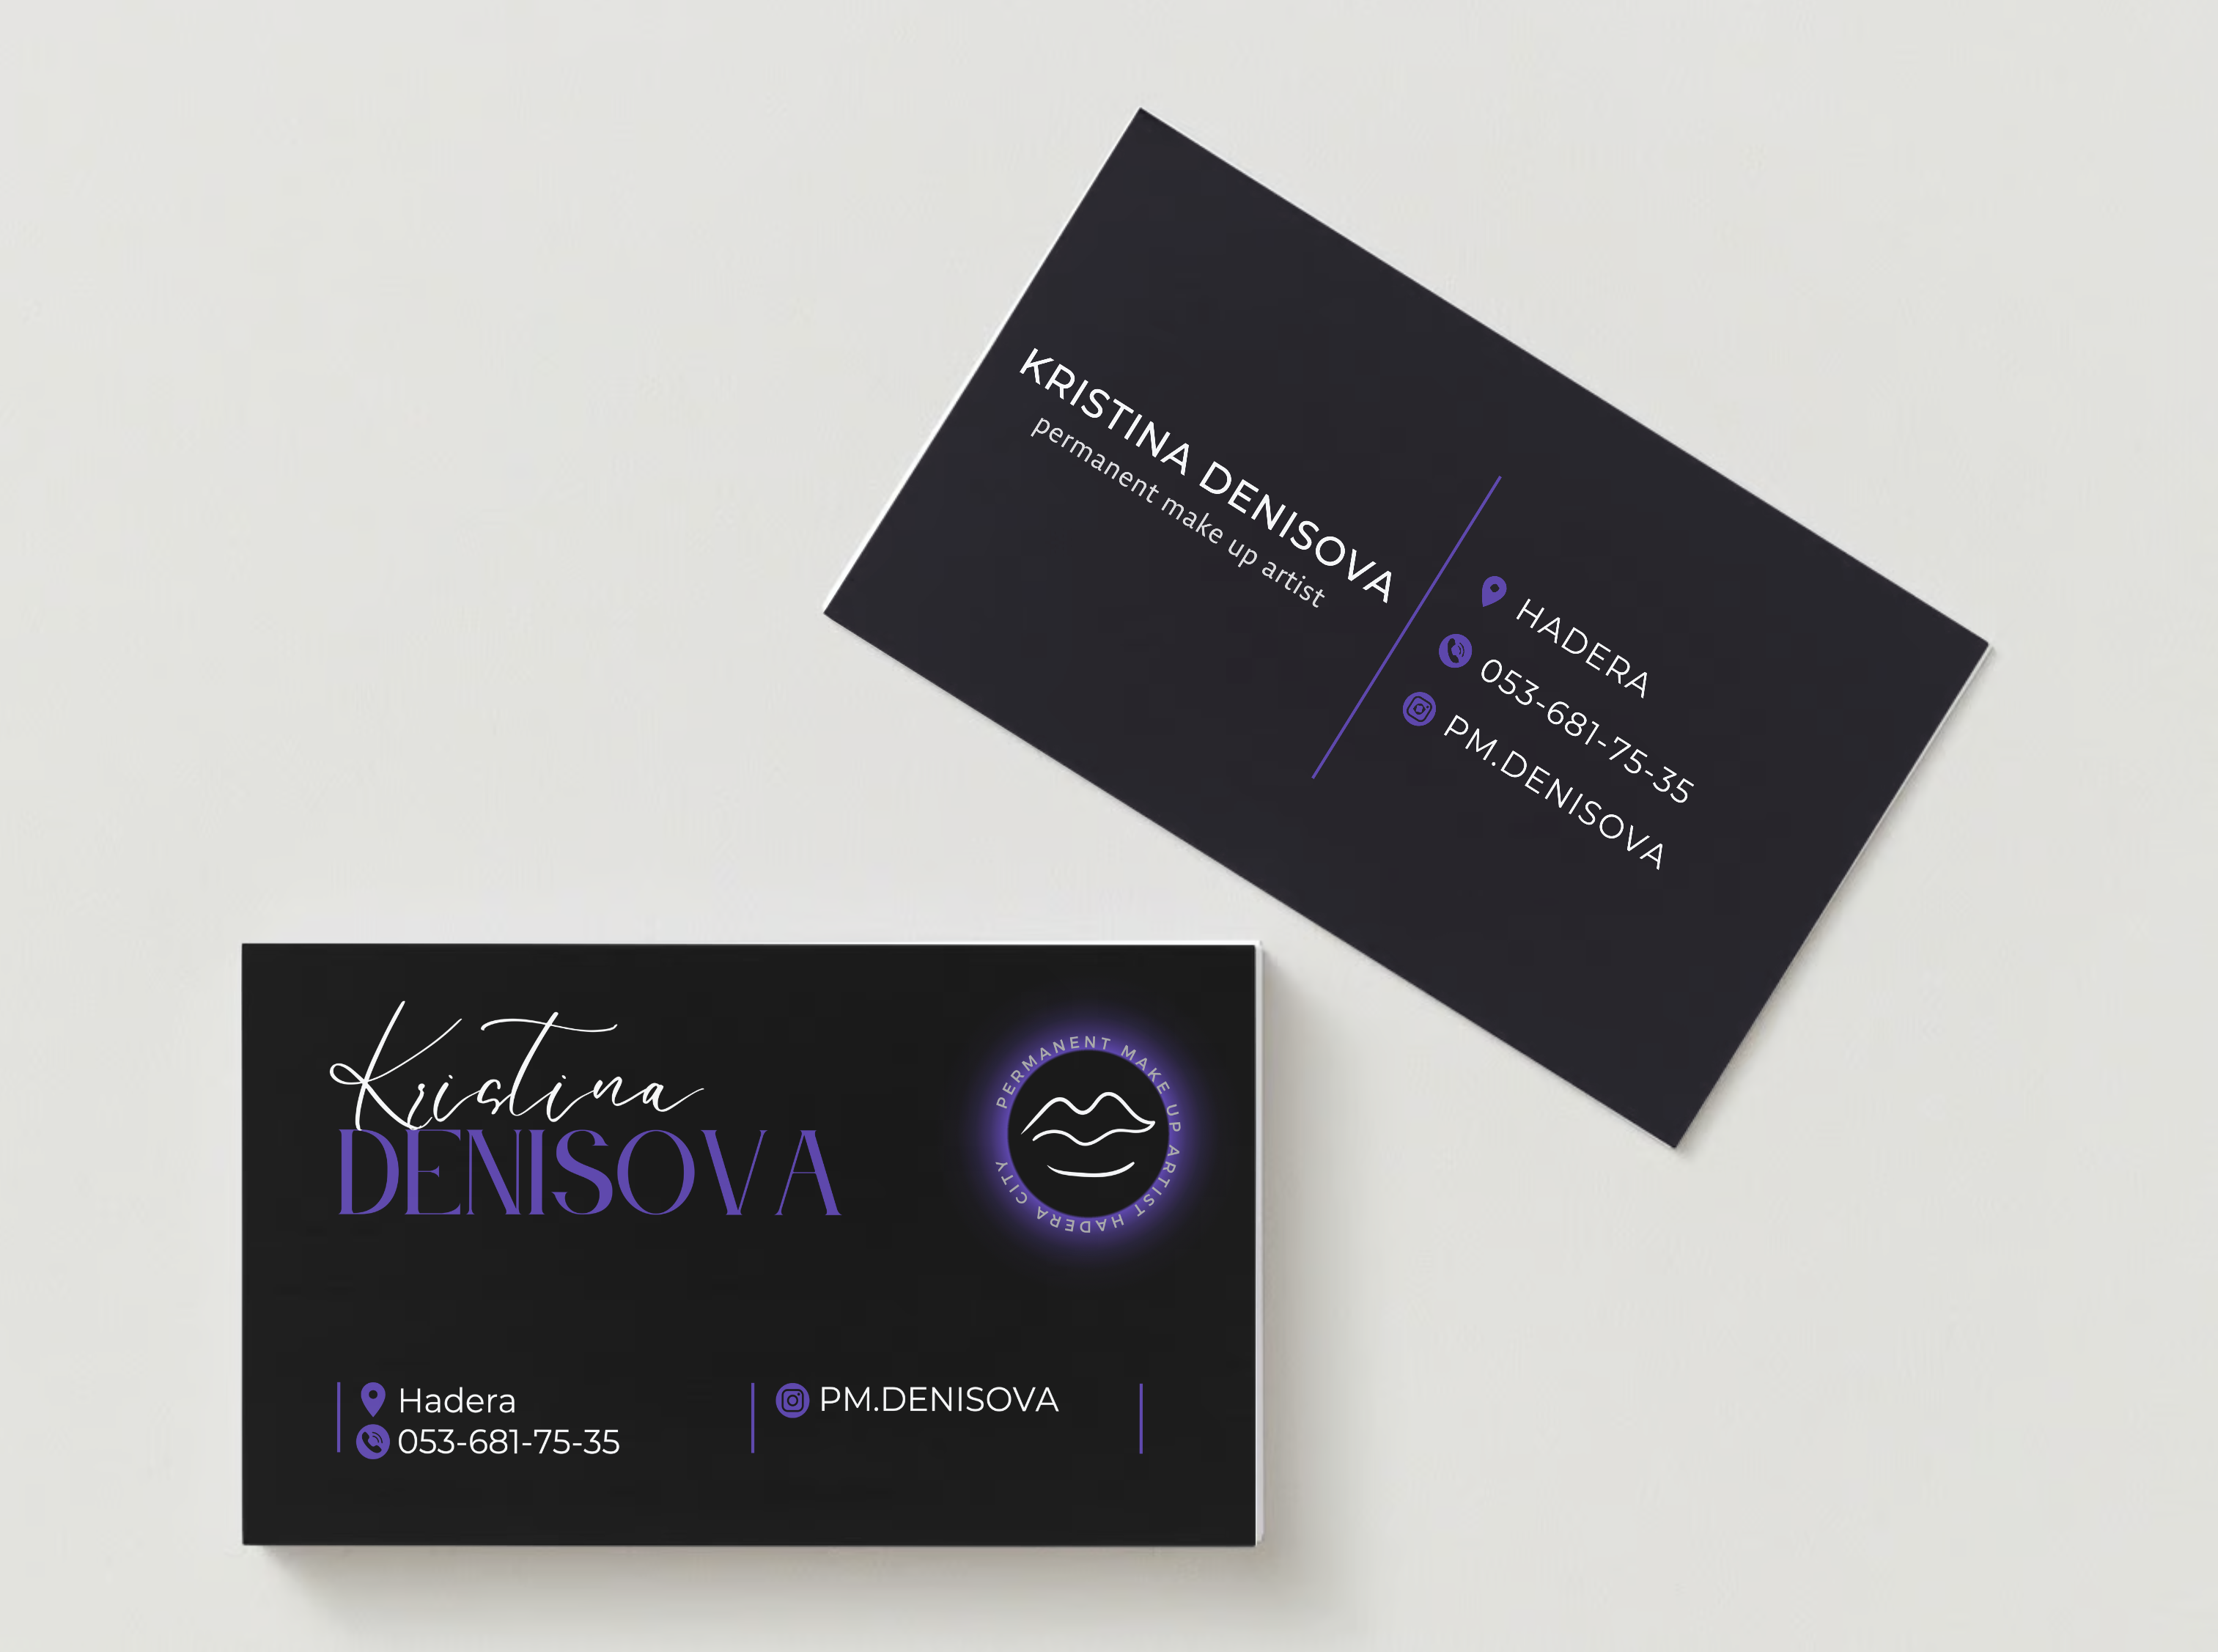 KRISTINA DENISOVA
permanent make up artist
HADERA
053-681-75-35
PM.DENISOVA
Kristina
DENISOVA
PERMANENT MAKE UP ARTIST HADERA CITY
Hadera
053-681-75-35
PM.DENISOVA